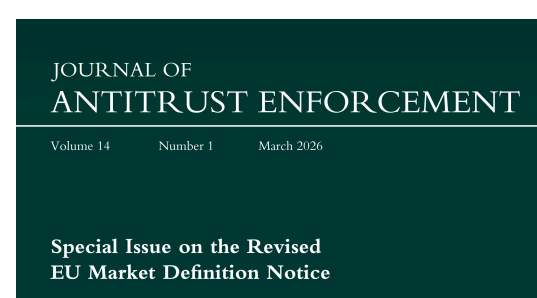 JOURNAL OF
ANTITRUST ENFORCEMENT
Volume 14 Number 1 March 2026
Special Issue on the Revised
EU Market Definition Notice